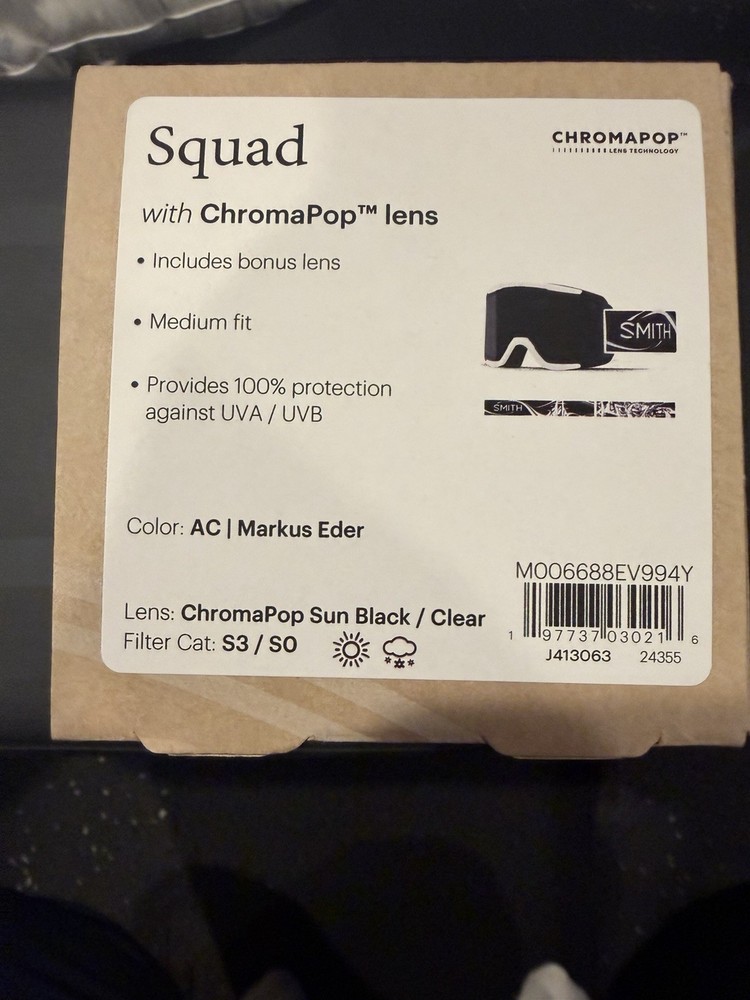 Squad
CHROMAPOP™
LENS TECHNOLOGY
with ChromaPop™ lens
• Includes bonus lens
• Medium fit
• Provides 100% protection
against UVA / UVB
SMITH
SMITH
Color: AC | Markus Eder
Lens: ChromaPop Sun Black / Clear
Filter Cat: S3 / S0
M006688EV994Y
1 97737 03021 6
J413063 24355